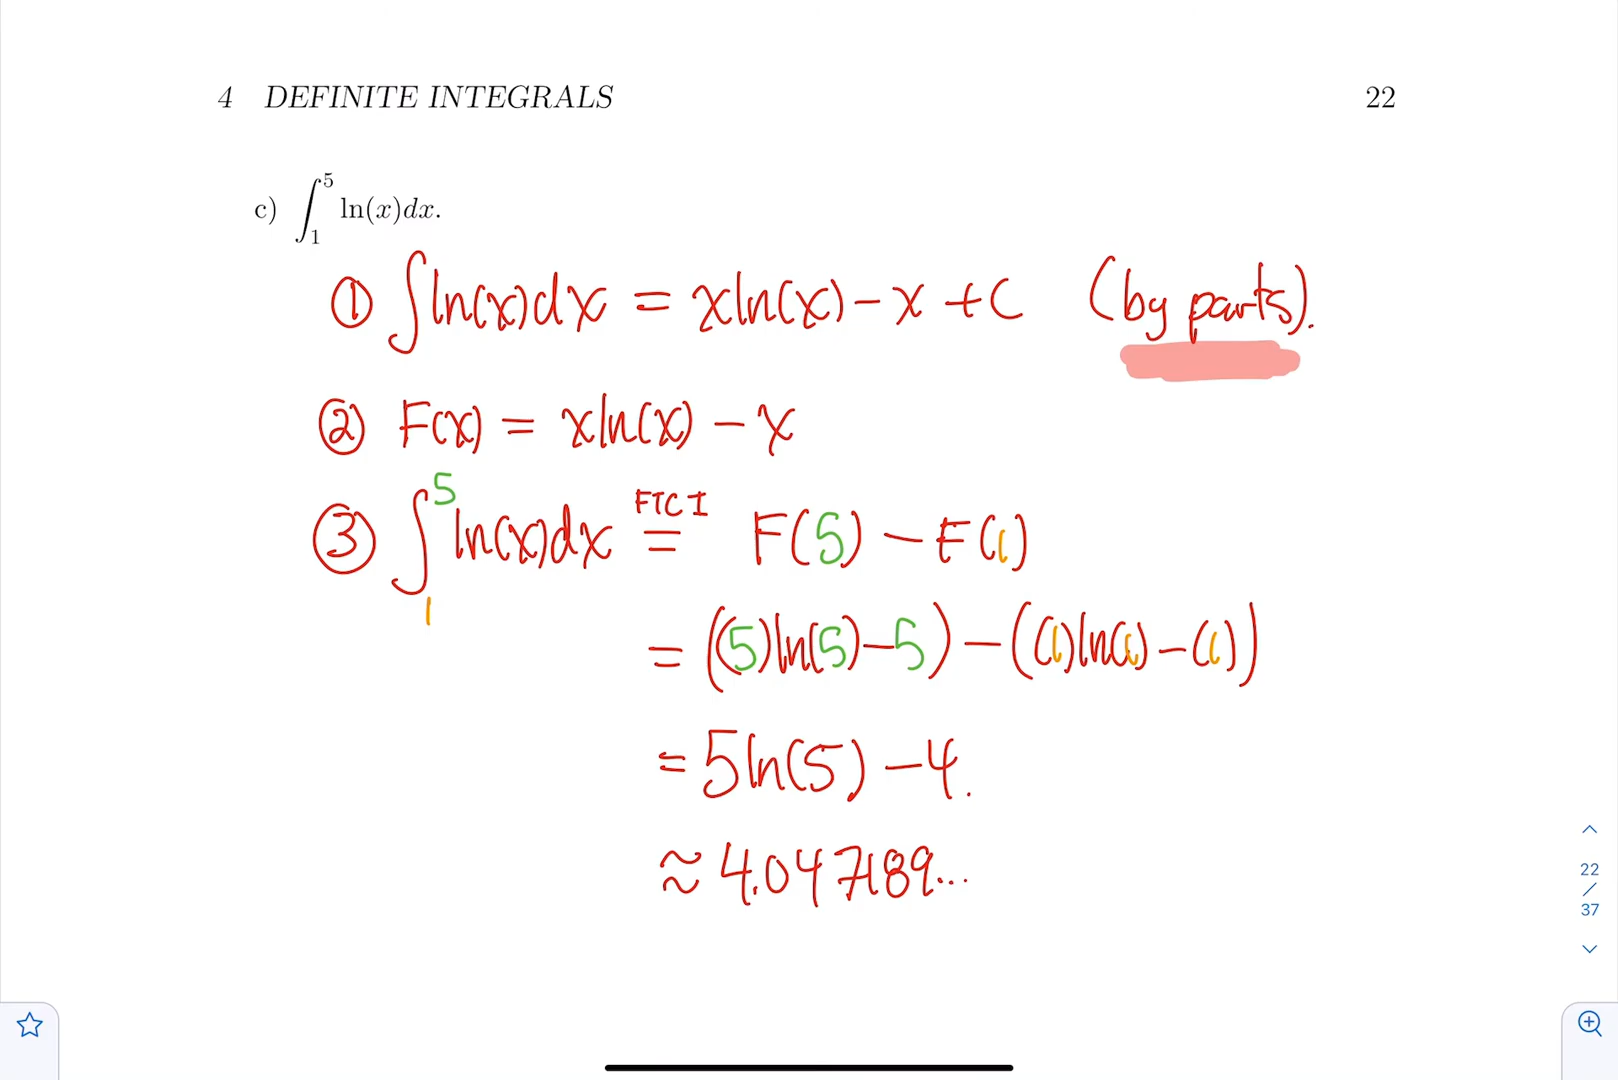 4 DEFINITE INTEGRALS 22
c) ∫₁⁵ ln(x)dx.
① ∫ln(x)dx = xln(x) − x + C (by parts).
② F(x) = xln(x) − x
③ ∫₁⁵ ln(x)dx =^{FTC I} F(5) − F(1)
= ((5)ln(5) − 5) − ((1)ln(1) − (1))
= 5ln(5) − 4.
≈ 4.047189...
22
/
37